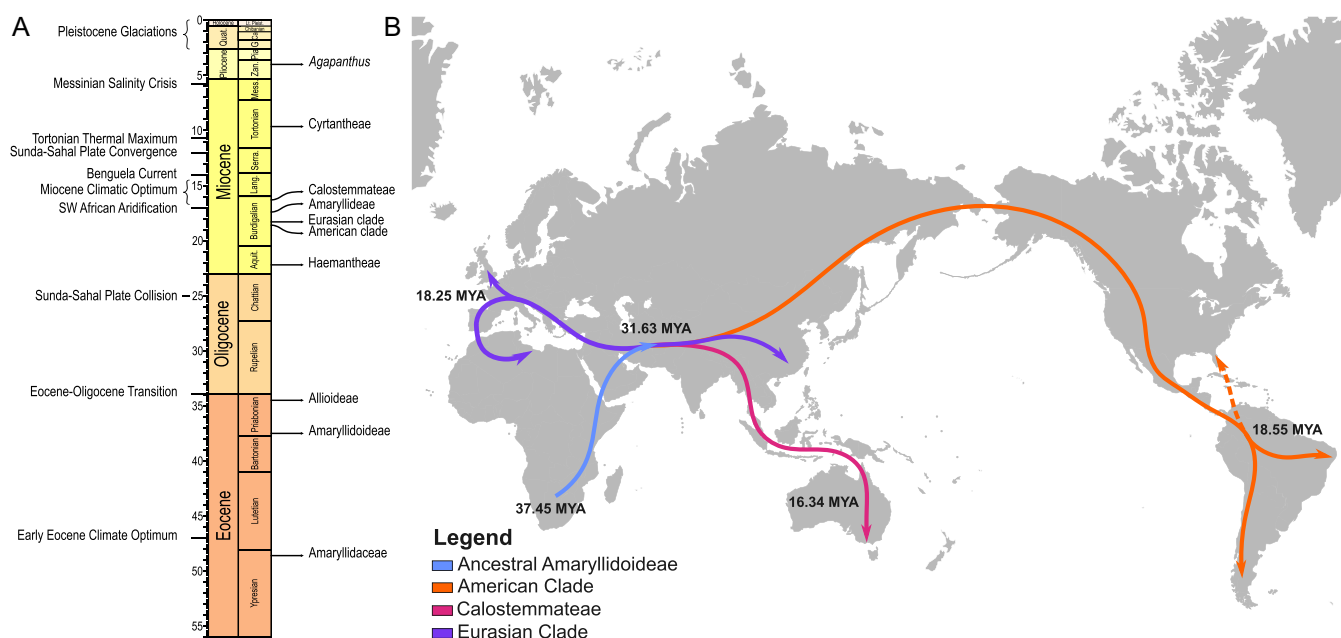 A
B
0
Holocene
Chibanian
Pleistocene Glaciations
Quat.
Ca
G
Pliocene
Pia
Zan.
Agapanthus
5
Messinian Salinity Crisis
Mess.
Miocene
Tortonian
Cyrtantheae
10
Tortonian Thermal Maximum
Sunda-Sahal Plate Convergence
Serra.
Benguela Current
Lang.
Miocene Climatic Optimum
15
Calostemmateae
SW African Aridification
Burdigalian
Amaryllideae
Eurasian clade
American clade
20
Aquit.
Haemantheae
Sunda-Sahal Plate Collision
25
Oligocene
Chattian
30
Rupelian
Eocene-Oligocene Transition
35
Eocene
Priabonian
Allioideae
Amaryllidoideae
Bartonian
40
Lutetian
45
Early Eocene Climate Optimum
Amaryllidaceae
50
Ypresian
55
18.25 MYA
31.63 MYA
18.55 MYA
37.45 MYA
16.34 MYA
Legend
Ancestral Amaryllidoideae
American Clade
Calostemmateae
Eurasian Clade